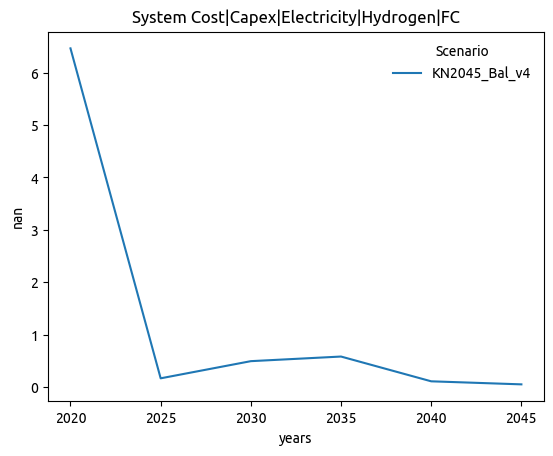 System Cost|Capex|Electricity|Hydrogen|FC
Scenario
KN2045_Bal_v4
6
5
4
3
2
1
0
nan
2020 2025 2030 2035 2040 2045
years